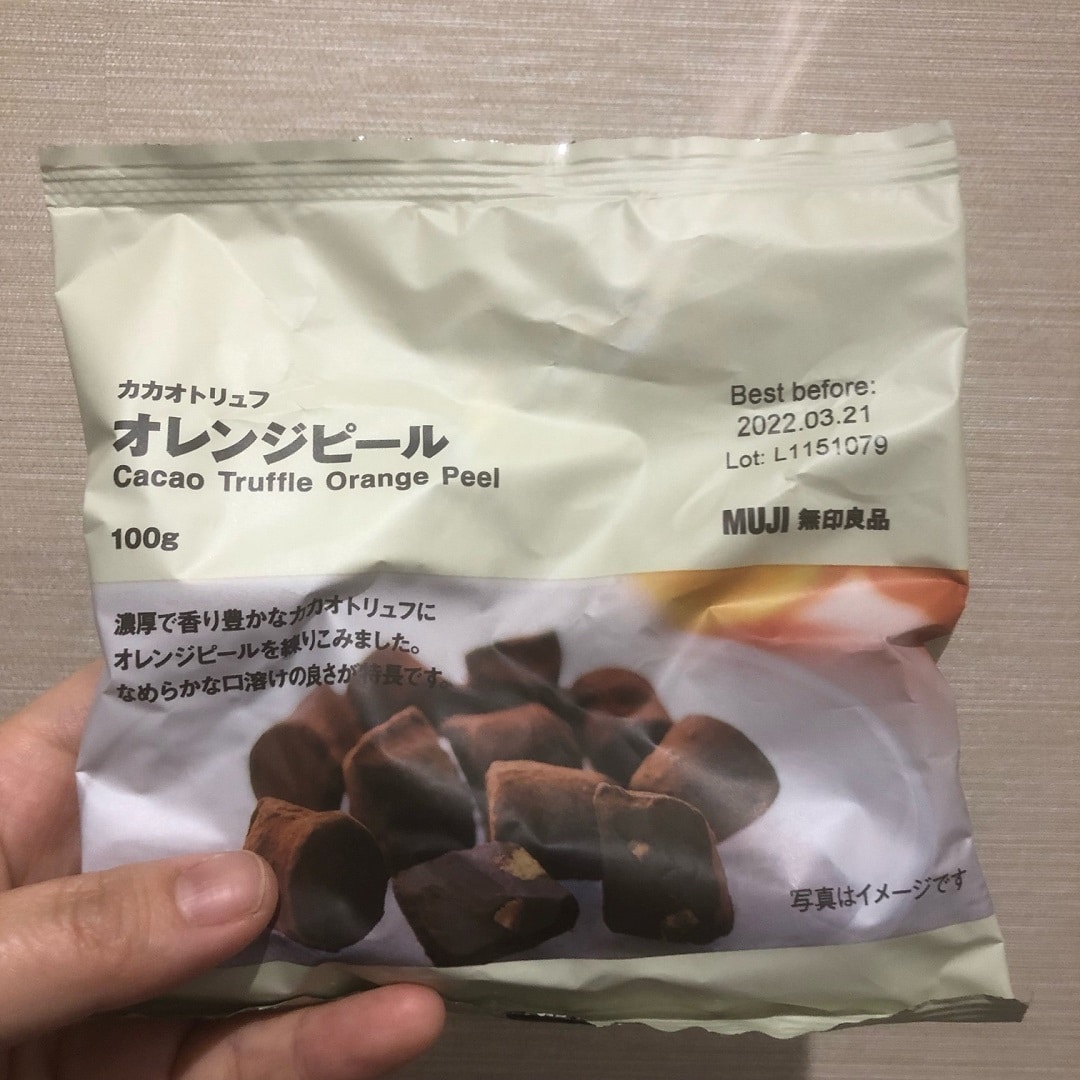 カカオトリュフ
オレンジピール
Cacao Truffle Orange Peel
100g
Best before:
2022.03.21
Lot: L1151079
MUJI 無印良品
濃厚で香り豊かなカカオトリュフに
オレンジピールを練りこみました。
なめらかな口溶けの良さが特長です。
写真はイメージです